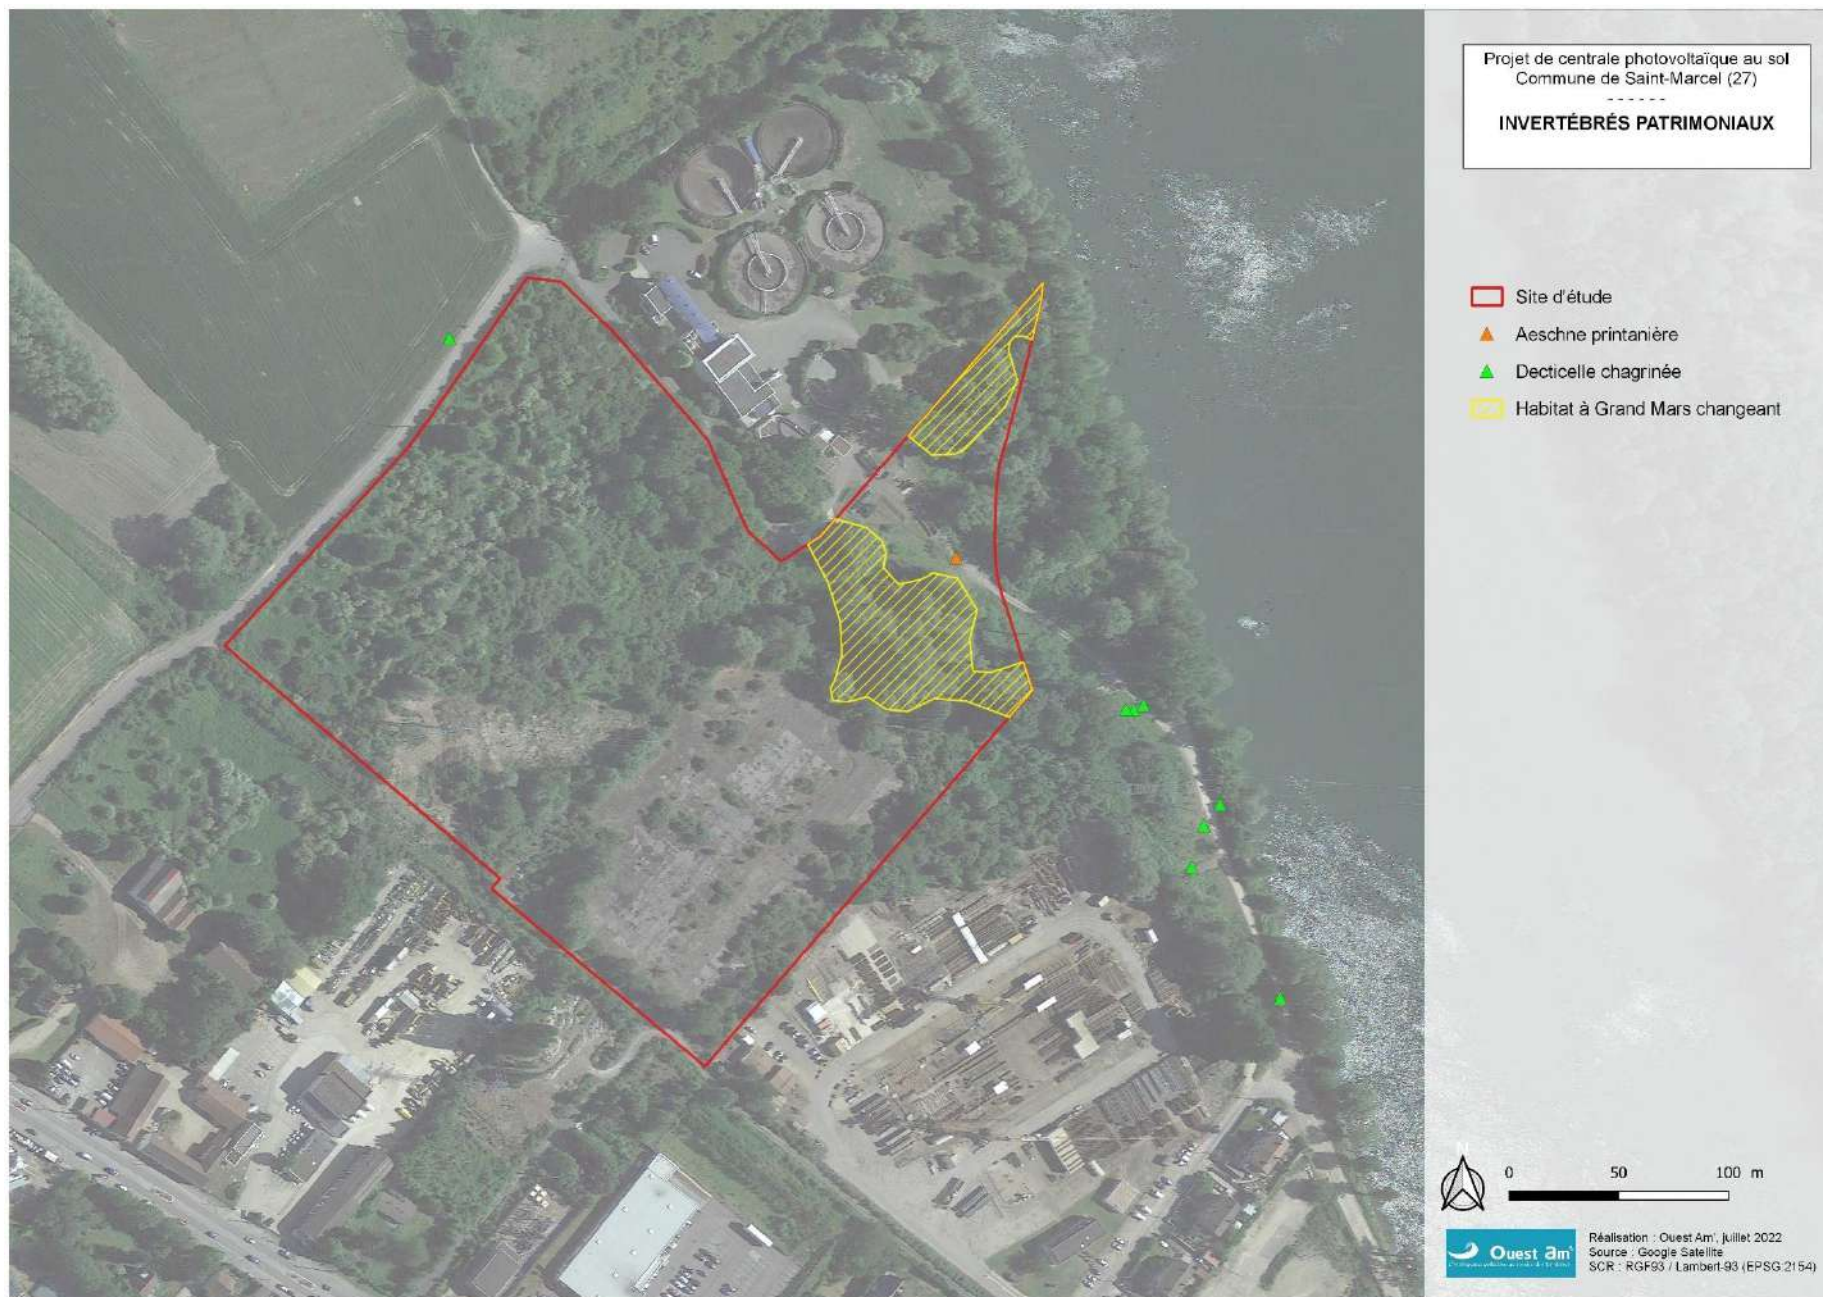 Projet de centrale photovoltaïque au sol
Commune de Saint-Marcel (27)
------
INVERTÉBRÉS PATRIMONIAUX
Site d'étude
Aeschne printanière
Decticelle chagrinée
Habitat à Grand Mars changeant
N
0 50 100 m
Ouest am'
Réalisation : Ouest Am', juillet 2022
Source : Google Satellite
SCR : RGF93 / Lambert-93 (EPSG:2154)